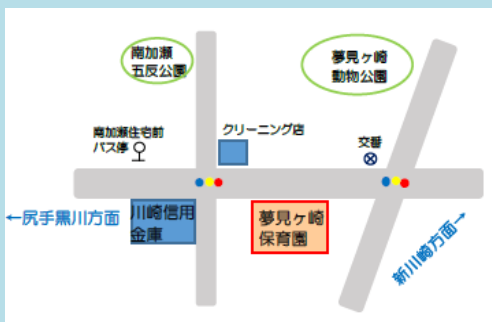 南加瀬
五反公園
夢見ヶ崎
動物公園
南加瀬住宅前
バス停
クリーニング店
交番
←尻手黒川方面
川崎信用
金庫
夢見ヶ崎
保育園
新川崎方面→